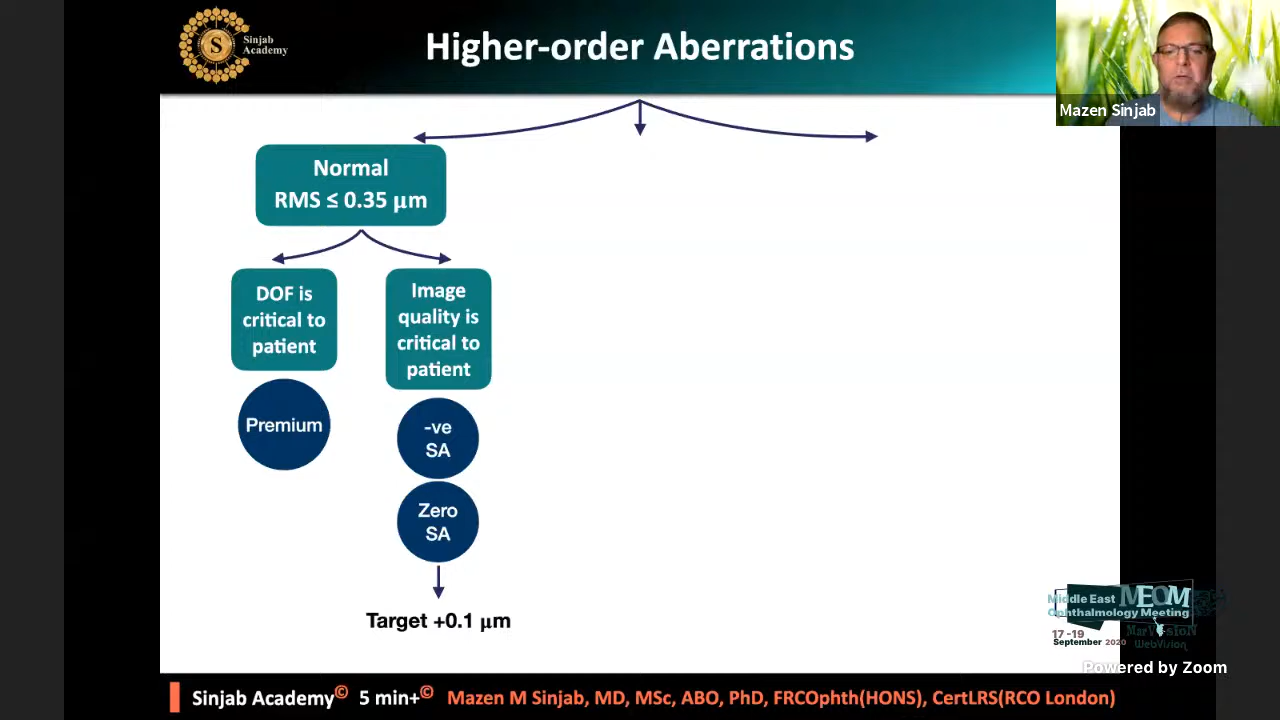 S
Sinjab
Academy
Higher-order Aberrations
Mazen Sinjab
Normal
RMS ≤ 0.35 μm
DOF is
critical to
patient
Image
quality is
critical to
patient
Premium
-ve
SA
Zero
SA
Target +0.1 μm
Middle East
Ophthalmology Meeting
MEOM
17-19
September 2020
MarVision
WebVision
Powered by Zoom
Sinjab Academy© 5 min+© Mazen M Sinjab, MD, MSc, ABO, PhD, FRCOphth(HONS), CertLRS(RCO London)